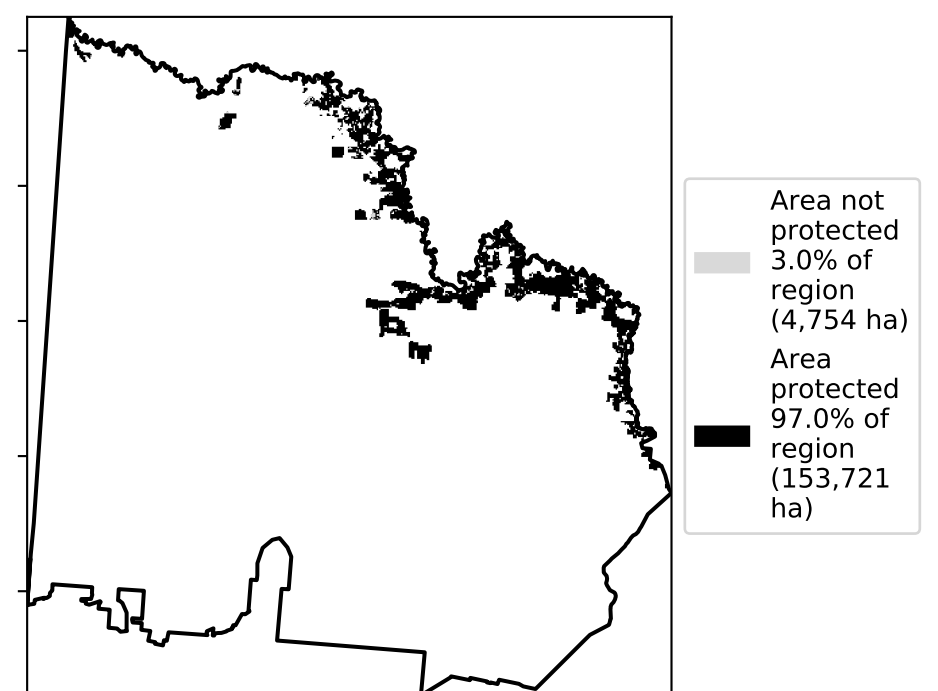 Area not
protected
3.0% of
region
(4,754 ha)
Area
protected
97.0% of
region
(153,721
ha)